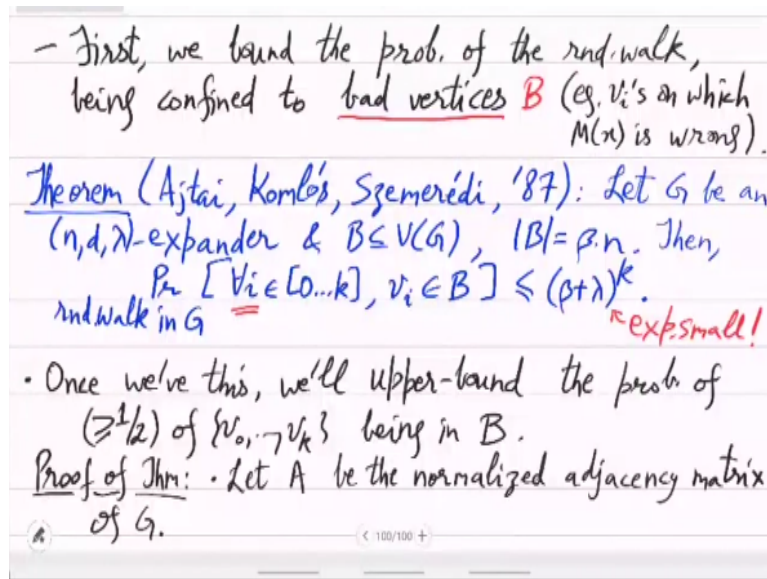 - First, we bound the prob. of the rnd.walk,
being confined to bad vertices B (eg. vᵢ's on which
M(x) is wrong).
Theorem (Ajtai, Komlós, Szemerédi, '87): Let G be an
(n,d,λ)-expander & B⊆V(G), |B|=β.n. Then,
Pr [∀i∈[0...k], vᵢ∈B] ≤ (β+λ)ᵏ.
rnd walk in G
↖exp.small!
• Once we've this, we'll upper-bound the prob. of
(≥1/2) of {v₀,..,vₖ} being in B.
Proof of Thm: • Let A be the normalized adjacency matrix
of G.
< 100/100 +